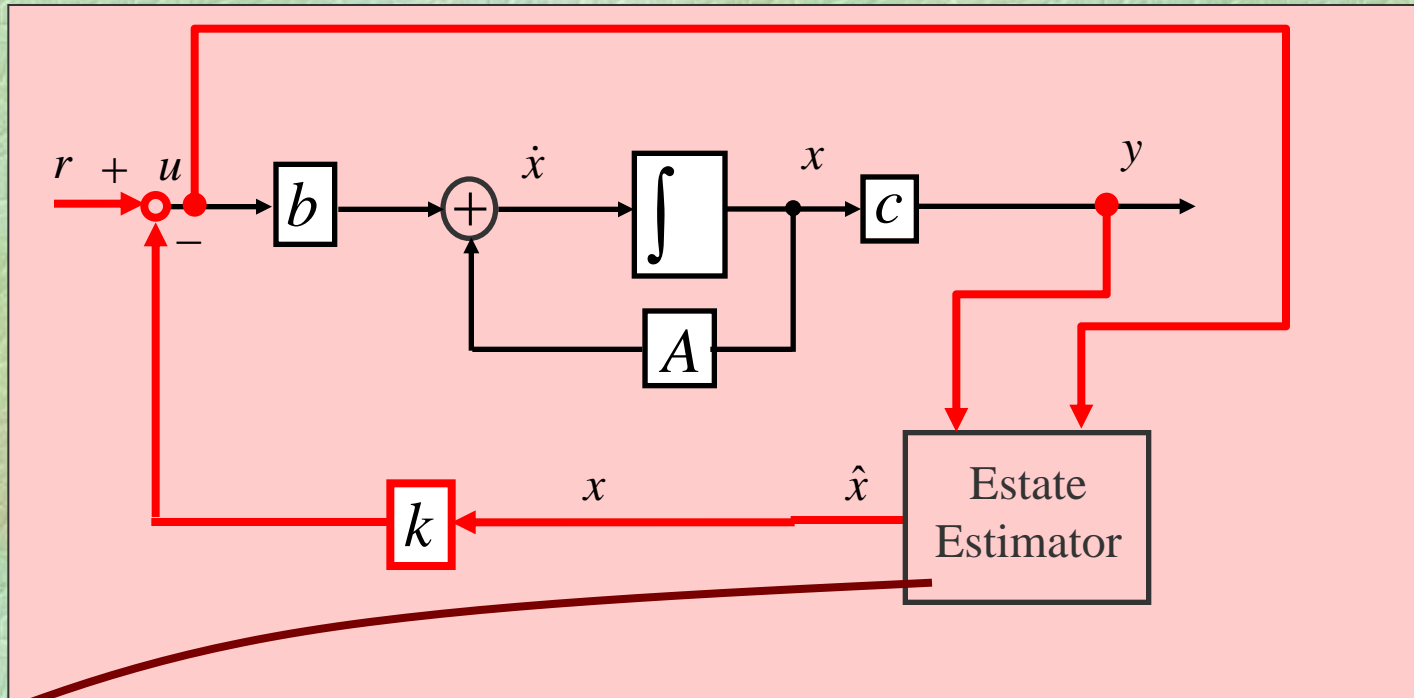 r + u
−
b
+
ẋ
∫
x
c
y
A
k
x
x̂
Estate
Estimator